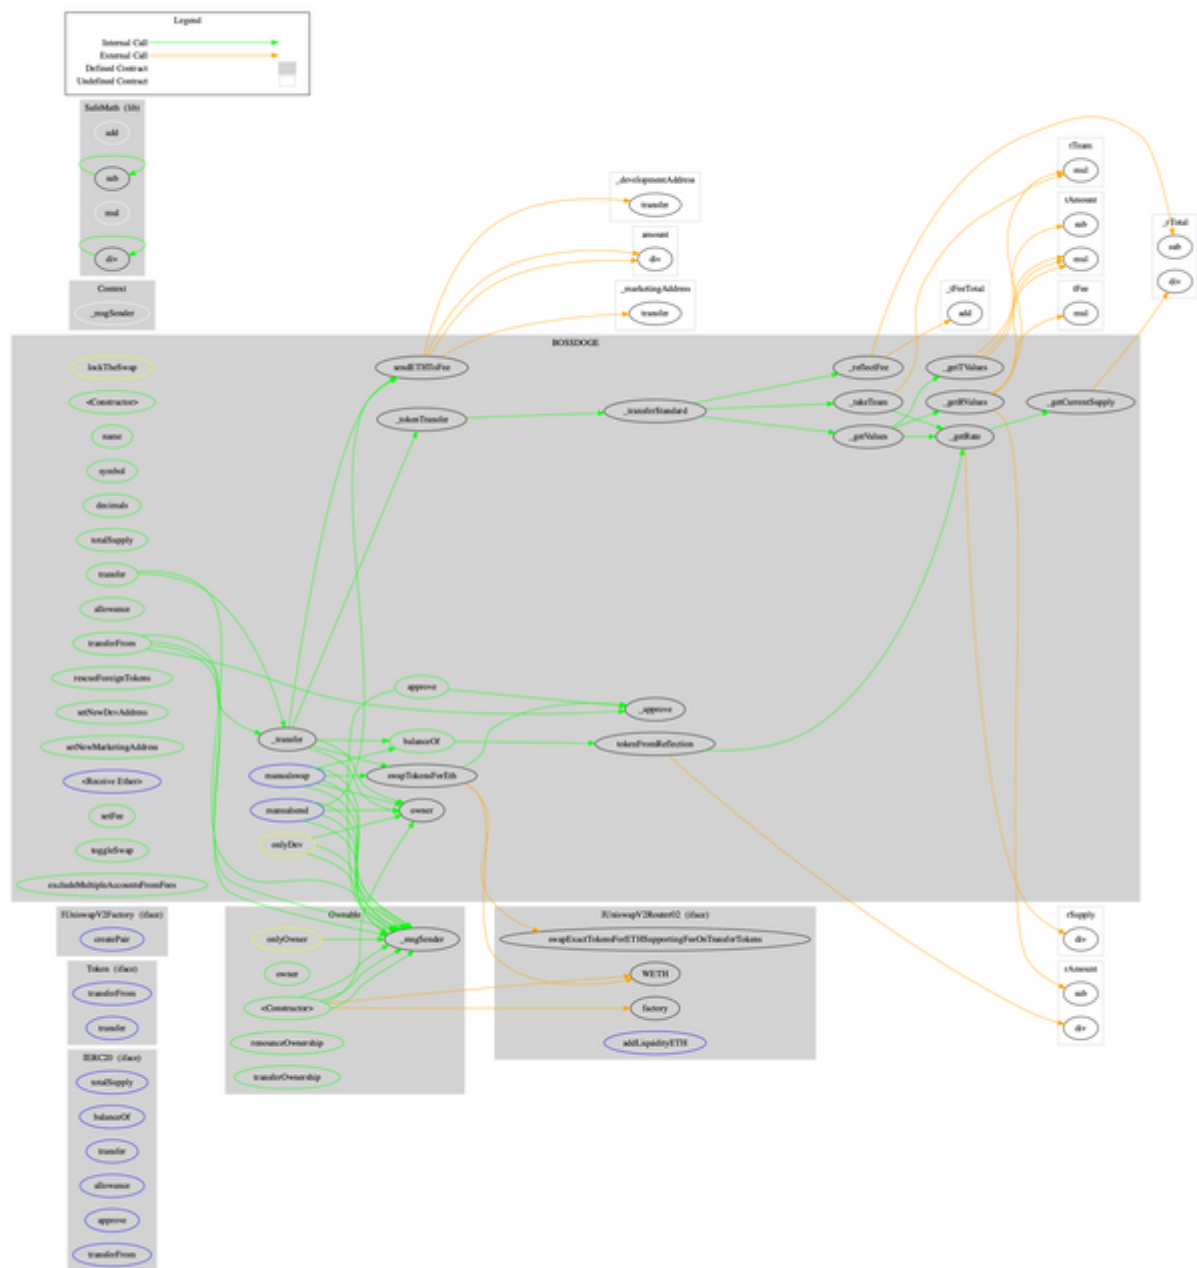 Legend
Internal Call
External Call
Defined Contract
Undefined Contract
SafeMath (lib)
add
sub
mul
div
Context
_msgSender
_developmentAddress
transfer
amount
div
_marketingAddress
transfer
_tFeeTotal
add
tTeam
mul
tAmount
sub
mul
tFee
mul
_rTotal
sub
div
BOSSDOGE
lockTheSwap
<Constructor>
name
symbol
decimals
totalSupply
transfer
allowance
transferFrom
rescueForeignTokens
setNewDevAddress
setNewMarketingAddress
<Receive Ether>
setFee
toggleSwap
excludeMultipleAccountsFromFees
_transfer
manualswap
manualsend
onlyDev
sendETHToFee
_tokenTransfer
approve
balanceOf
swapTokensForEth
owner
_transferStandard
_approve
tokenFromReflection
_reflectFee
_takeTeam
_getValues
_getTValues
_getRValues
_getRate
_getCurrentSupply
IUniswapV2Factory (iface)
createPair
Token (iface)
transferFrom
transfer
IERC20 (iface)
totalSupply
balanceOf
transfer
allowance
approve
transferFrom
Ownable
onlyOwner
owner
<Constructor>
renounceOwnership
transferOwnership
_msgSender
IUniswapV2Router02 (iface)
swapExactTokensForETHSupportingFeeOnTransferTokens
WETH
factory
addLiquidityETH
rSupply
div
rAmount
sub
div